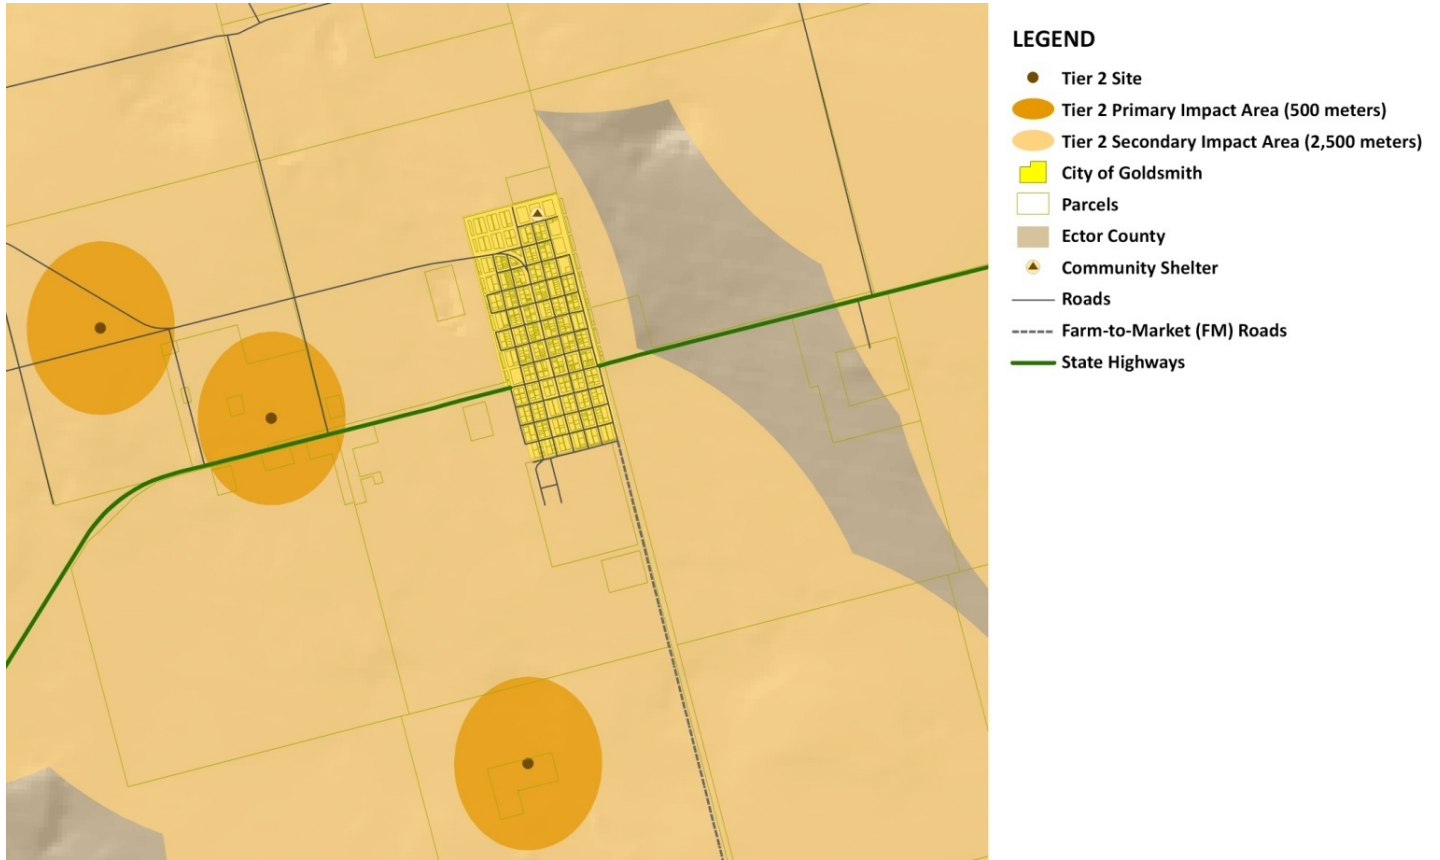 LEGEND
Tier 2 Site
Tier 2 Primary Impact Area (500 meters)
Tier 2 Secondary Impact Area (2,500 meters)
City of Goldsmith
Parcels
Ector County
Community Shelter
Roads
Farm-to-Market (FM) Roads
State Highways